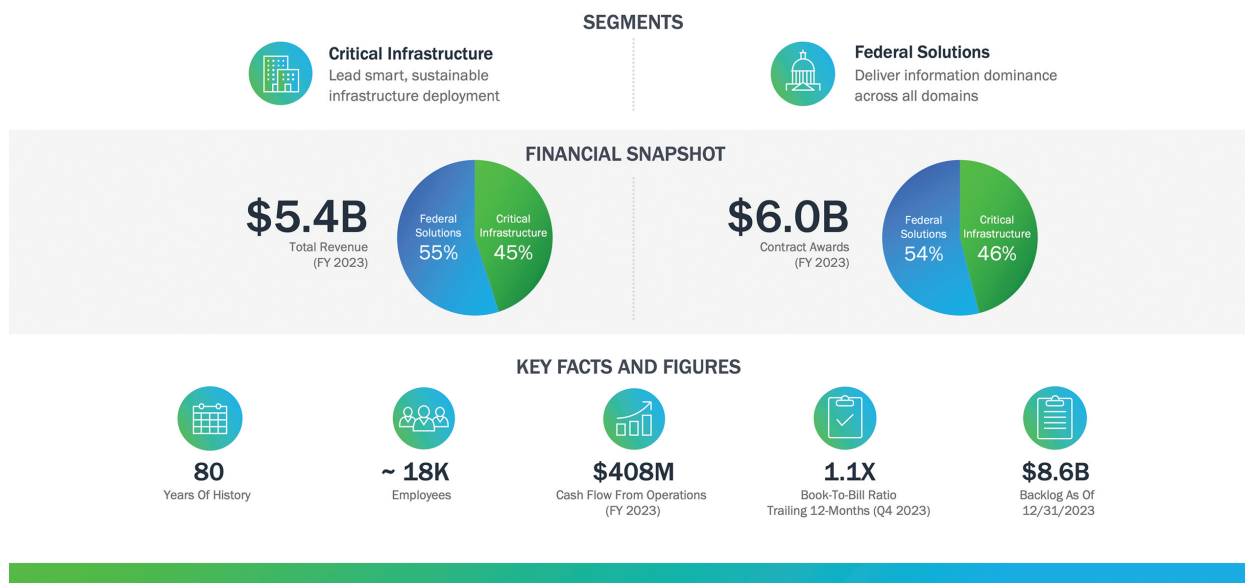 SEGMENTS
Critical Infrastructure
Lead smart, sustainable
infrastructure deployment
Federal Solutions
Deliver information dominance
across all domains
FINANCIAL SNAPSHOT
$5.4B
Total Revenue
(FY 2023)
Federal
Solutions
55%
Critical
Infrastructure
45%
$6.0B
Contract Awards
(FY 2023)
Federal
Solutions
54%
Critical
Infrastructure
46%
KEY FACTS AND FIGURES
80
Years Of History
~ 18K
Employees
$408M
Cash Flow From Operations
(FY 2023)
1.1X
Book-To-Bill Ratio
Trailing 12-Months (Q4 2023)
$8.6B
Backlog As Of
12/31/2023